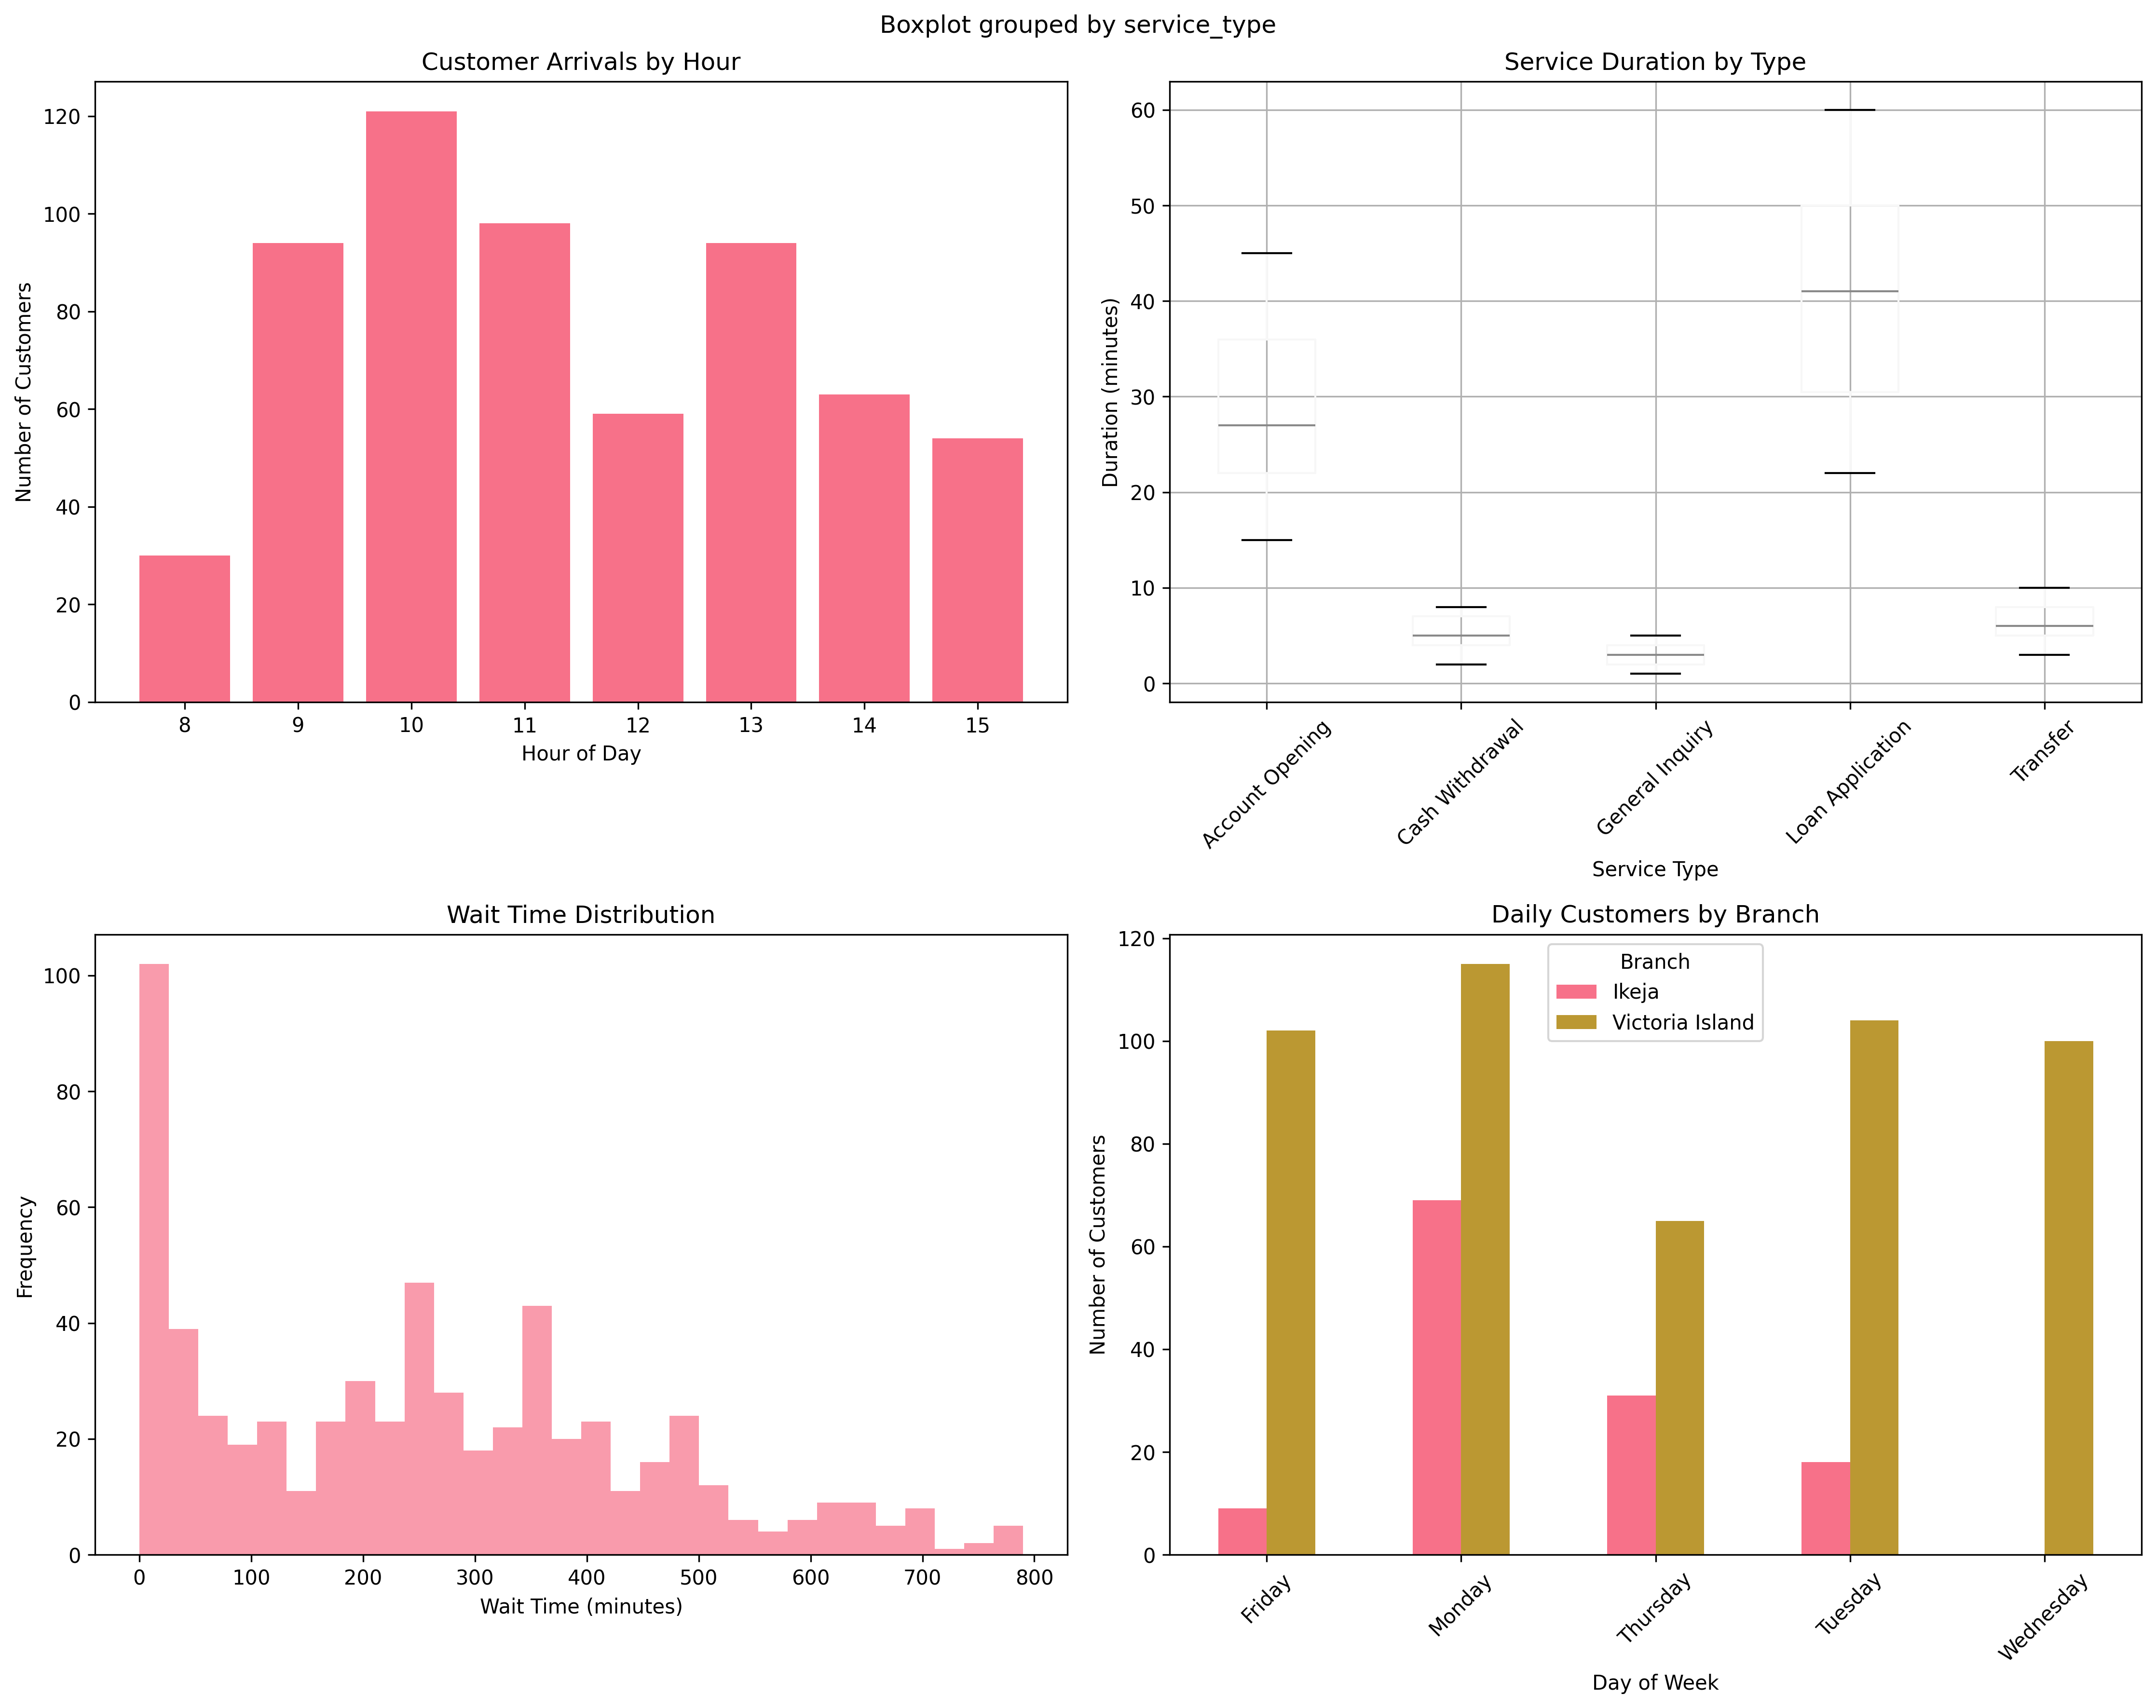 Boxplot grouped by service_type
Customer Arrivals by Hour
Number of Customers
120
100
80
60
40
20
0
8 9 10 11 12 13 14 15
Hour of Day
Service Duration by Type
Duration (minutes)
60
50
40
30
20
10
0
Account Opening
Cash Withdrawal
General Inquiry
Loan Application
Transfer
Service Type
Wait Time Distribution
Frequency
100
80
60
40
20
0
0 100 200 300 400 500 600 700 800
Wait Time (minutes)
Daily Customers by Branch
Number of Customers
120
100
80
60
40
20
0
Branch
Ikeja
Victoria Island
Friday
Monday
Thursday
Tuesday
Wednesday
Day of Week